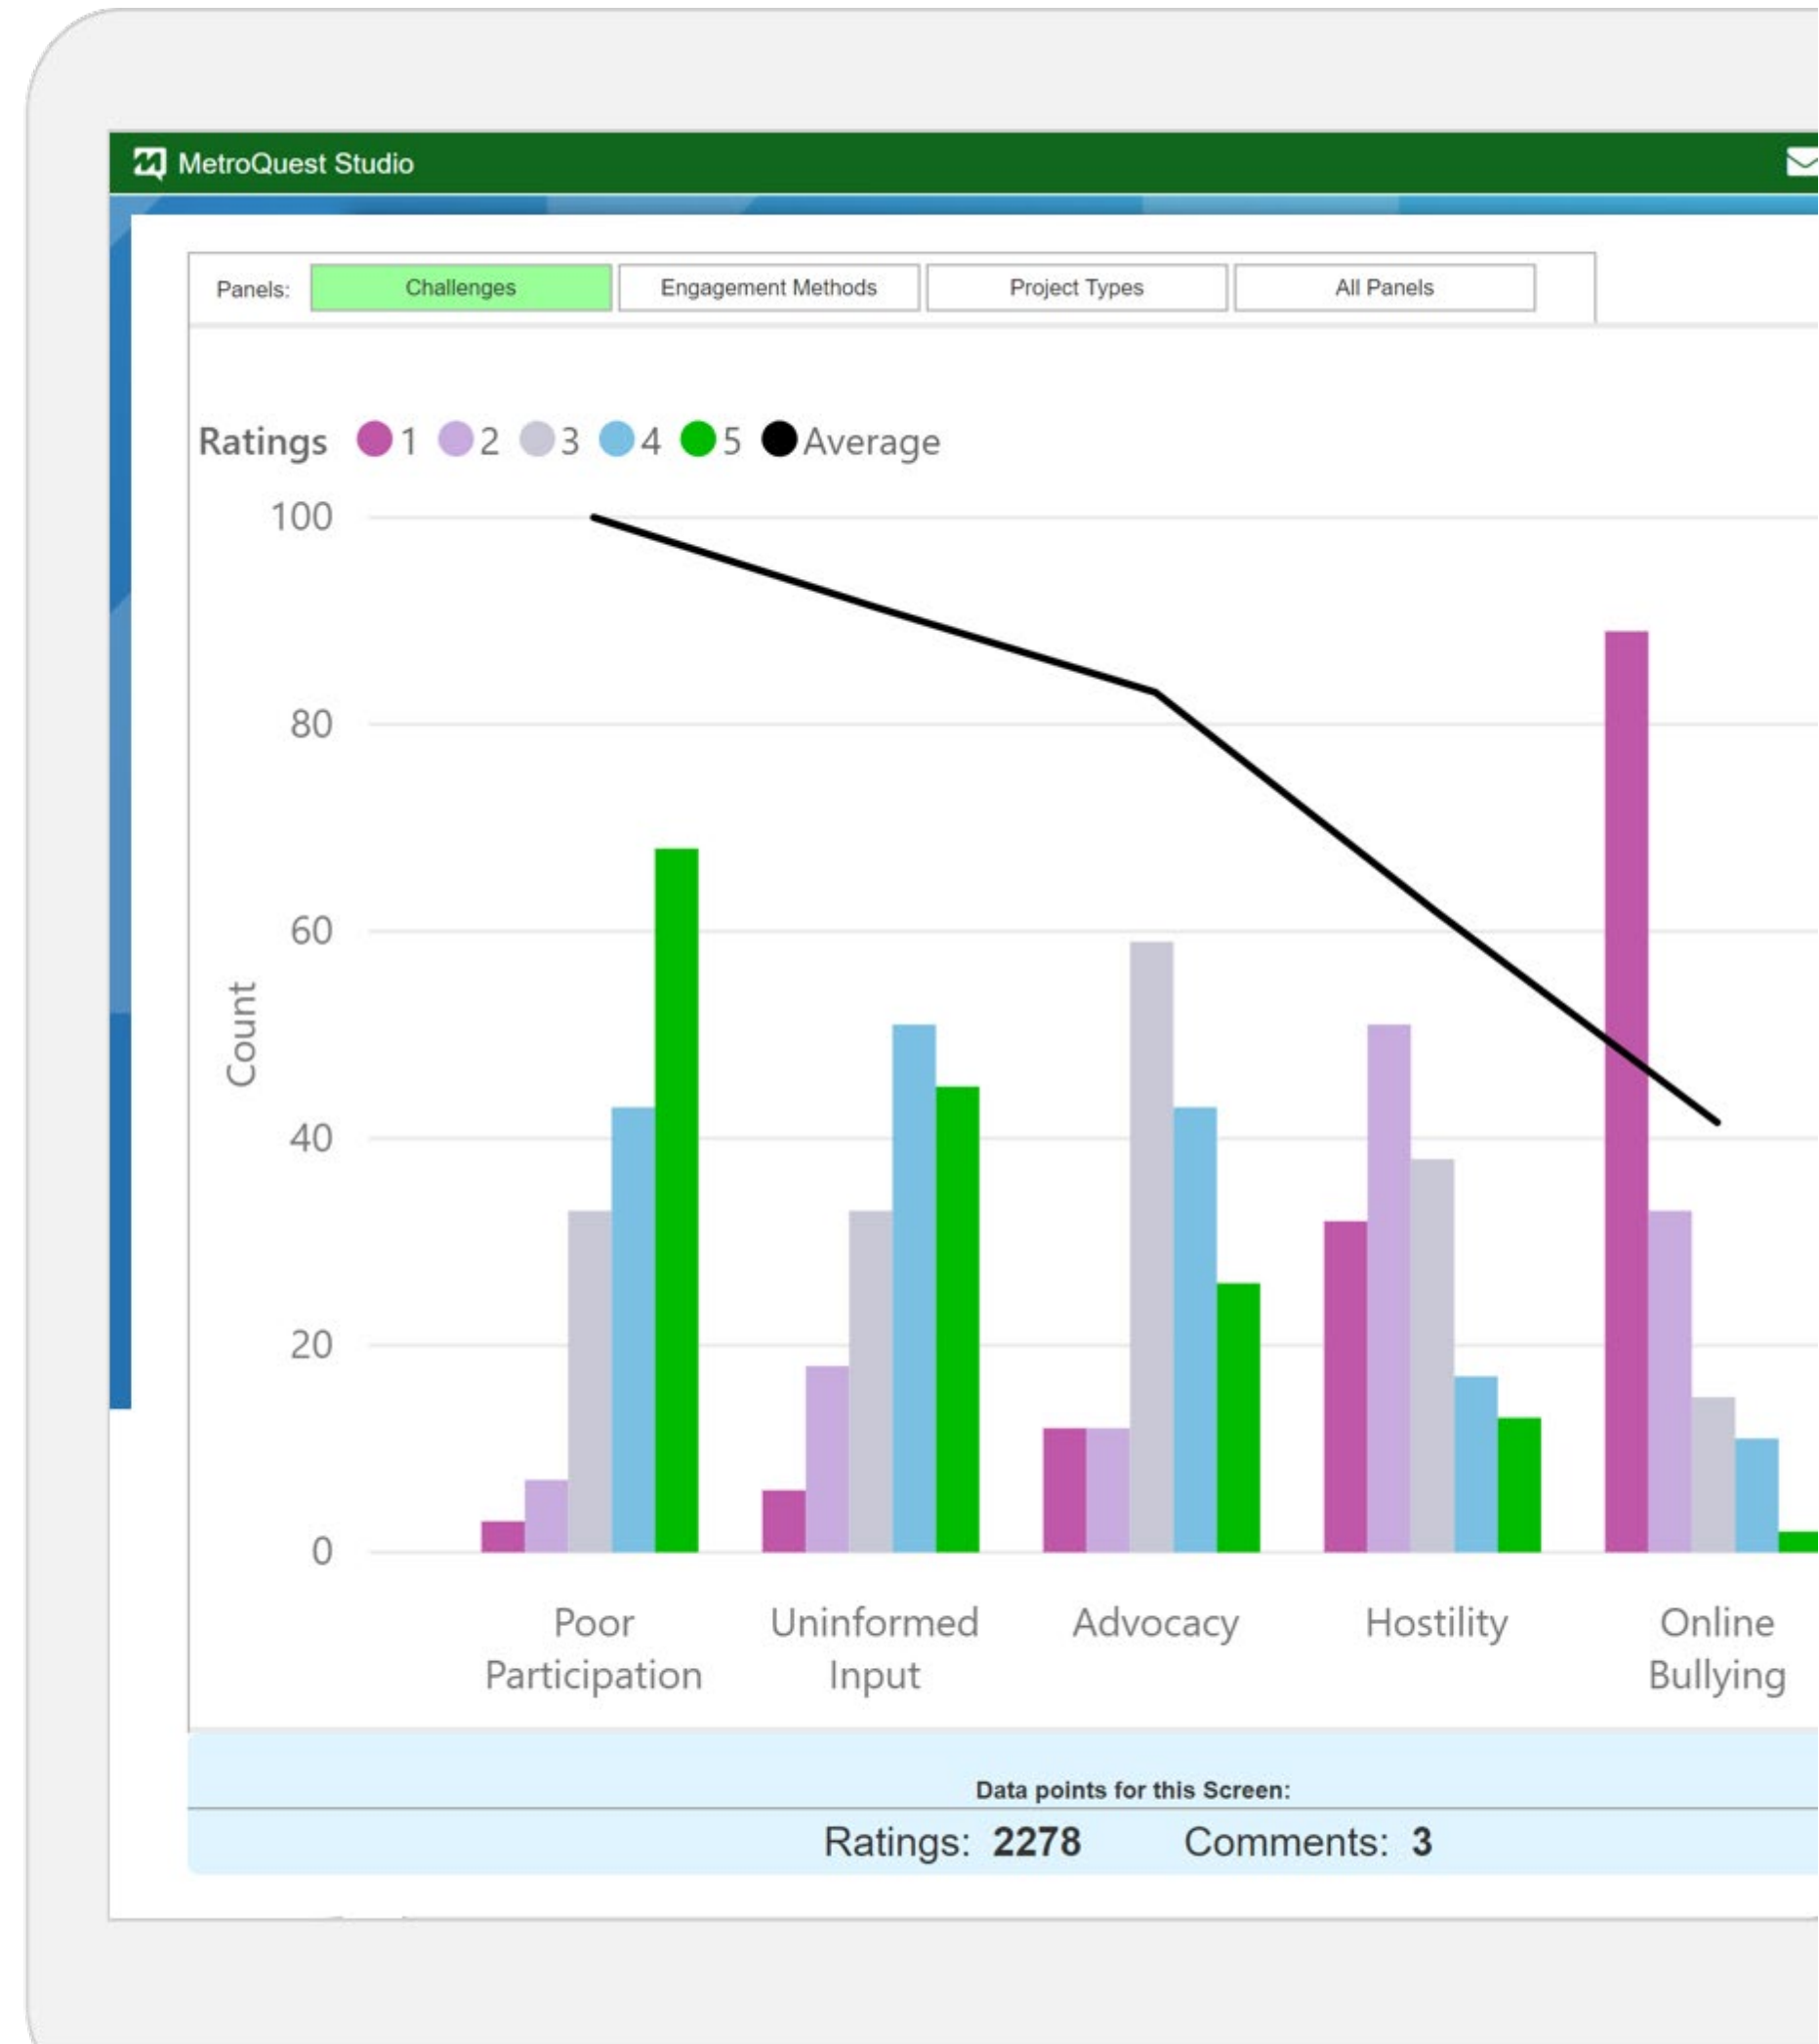 MetroQuest Studio
Panels: Challenges Engagement Methods Project Types All Panels
Ratings 1 2 3 4 5 Average
100
80
60
40
20
0
Count
Poor Participation
Uninformed Input
Advocacy
Hostility
Online Bullying
Data points for this Screen:
Ratings: 2278 Comments: 3